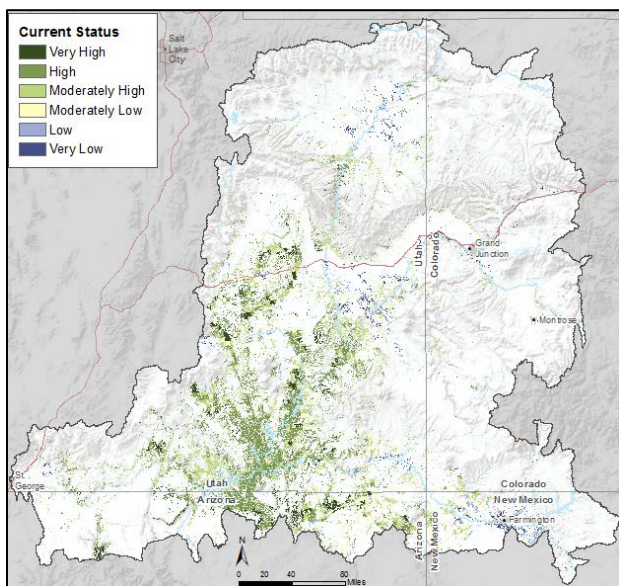 Current Status
Very High
High
Moderately High
Moderately Low
Low
Very Low
Salt
Lake
City
Utah
Colorado
Grand
Junction
Montrose
St.
George
Utah
Arizona
Colorado
New Mexico
Arizona
New Mexico
Farmington
N
0 20 40 80
Miles